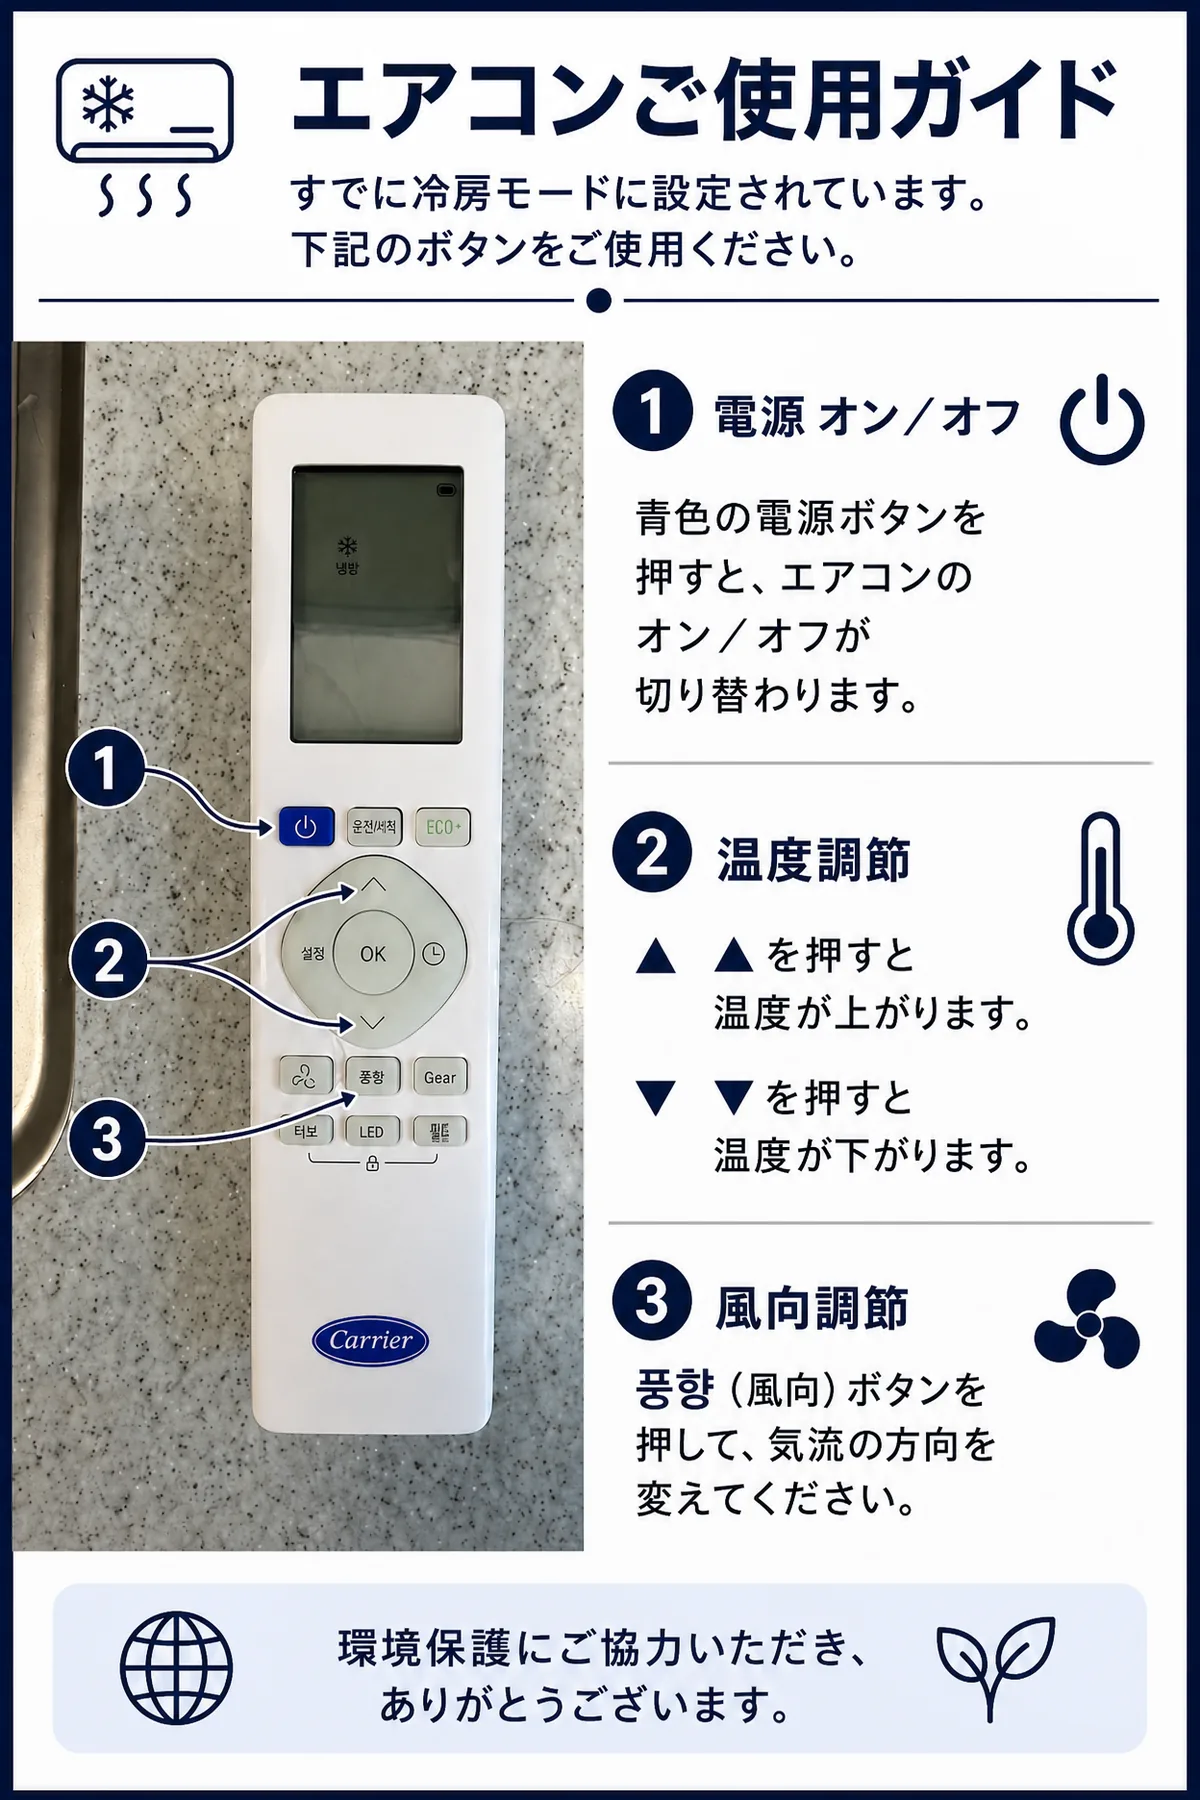 エアコンご使用ガイド
すでに冷房モードに設定されています。
下記のボタンをご使用ください。
냉방
1
운전/세척
ECO+
2
설정
OK
풍향
Gear
3
터보
LED
필터
Carrier
1 電源 オン／オフ
青色の電源ボタンを
押すと、エアコンの
オン／オフが
切り替わります。
2 温度調節
▲ ▲を押すと
温度が上がります。
▼ ▼を押すと
温度が下がります。
3 風向調節
풍향（風向）ボタンを
押して、気流の方向を
変えてください。
環境保護にご協力いただき、
ありがとうございます。